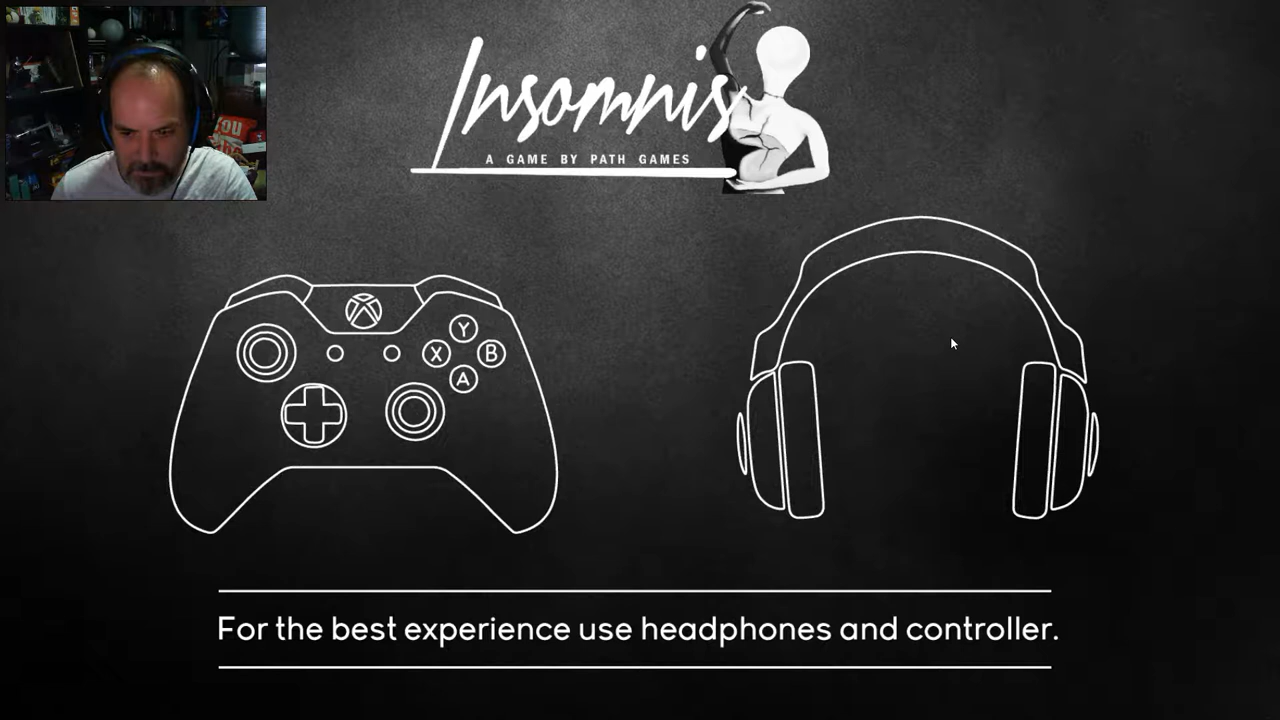 Insomnis
A GAME BY PATH GAMES
Y
X B
A
For the best experience use headphones and controller.